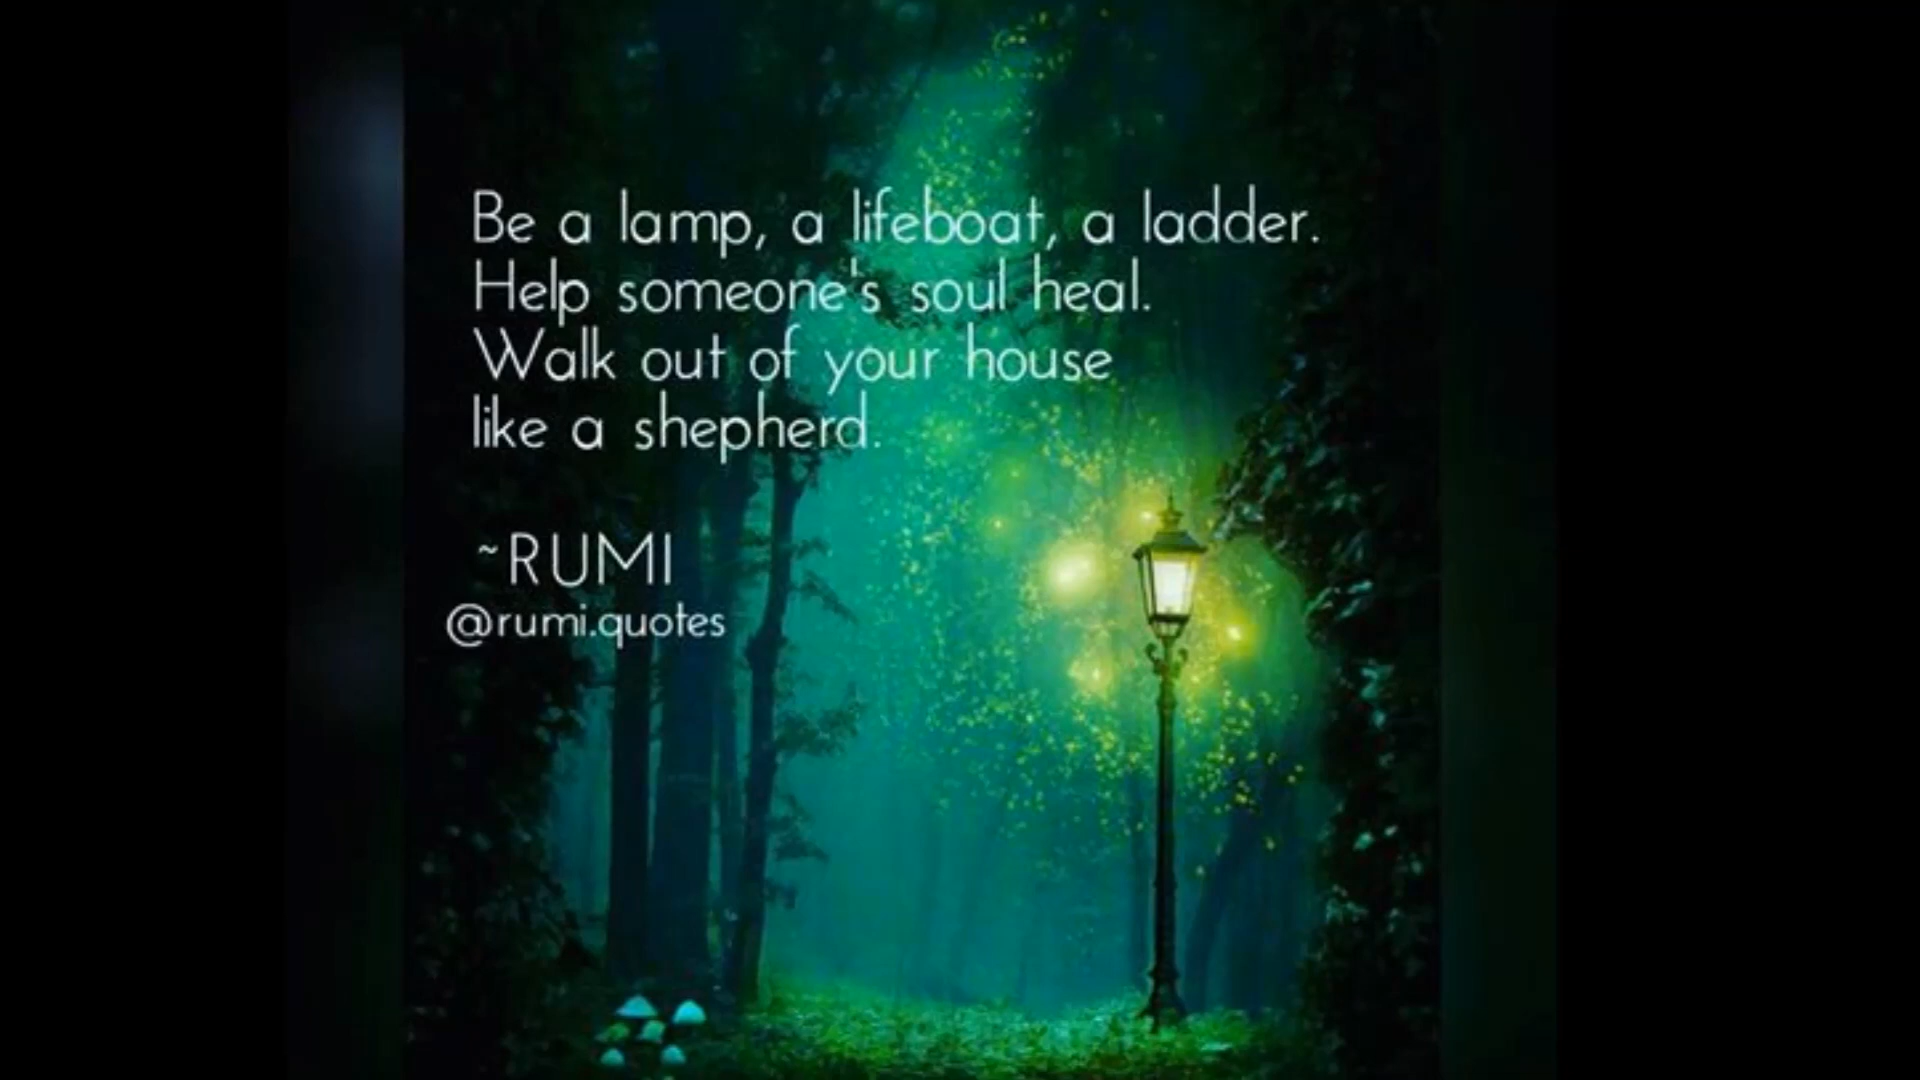 Be a lamp, a lifeboat, a ladder.
Help someone's soul heal.
Walk out of your house
like a shepherd.
~RUMI
@rumi.quotes